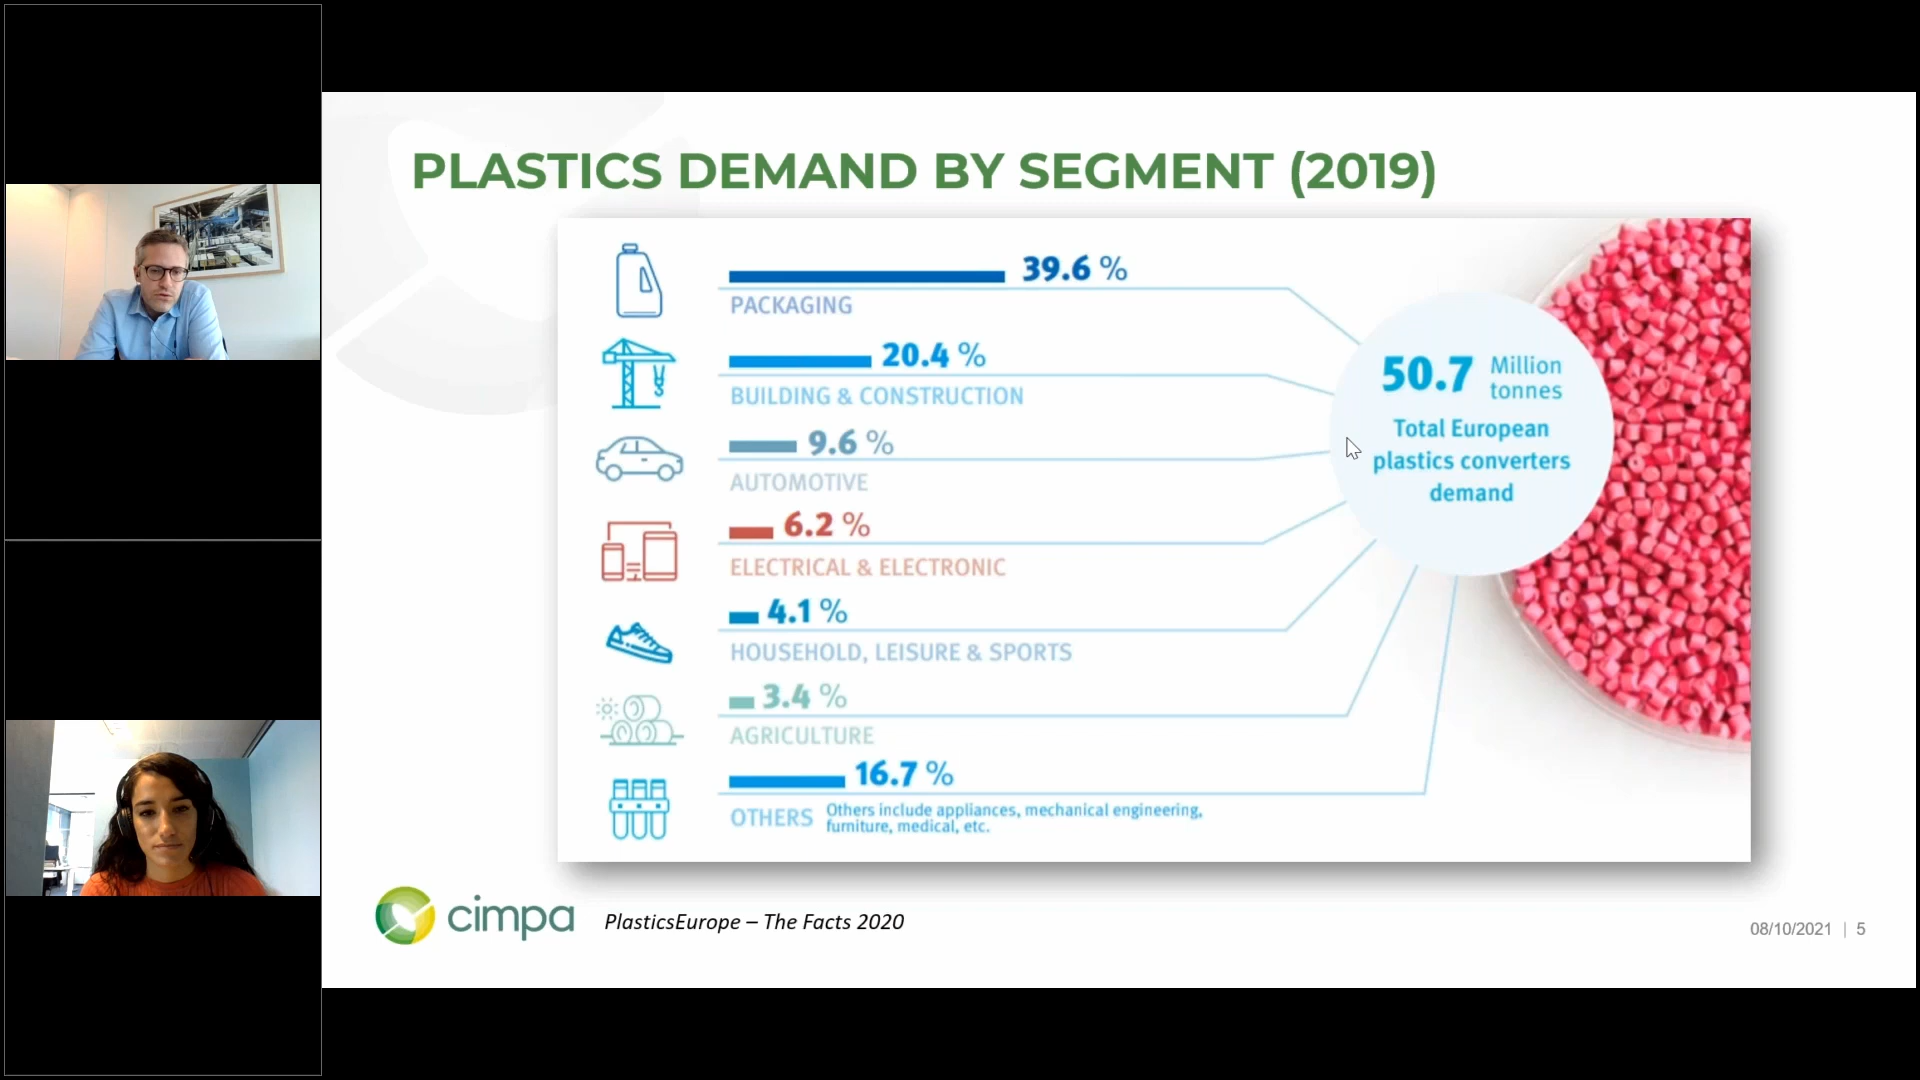 PLASTICS DEMAND BY SEGMENT (2019)
39.6 %
PACKAGING
20.4 %
BUILDING & CONSTRUCTION
9.6 %
AUTOMOTIVE
6.2 %
ELECTRICAL & ELECTRONIC
4.1 %
HOUSEHOLD, LEISURE & SPORTS
3.4 %
AGRICULTURE
16.7 %
OTHERS Others include appliances, mechanical engineering,
furniture, medical, etc.
50.7 Million
tonnes
Total European
plastics converters
demand
cimpa
PlasticsEurope – The Facts 2020
08/10/2021 | 5